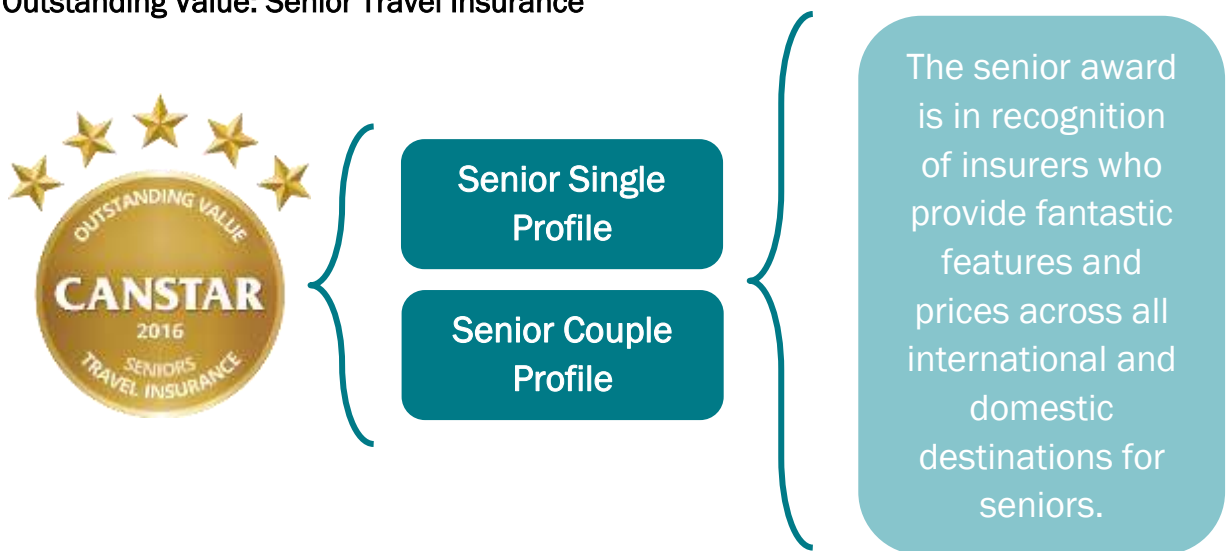 Outstanding Value: Senior Travel Insurance
OUTSTANDING VALUE
CANSTAR
2016
SENIORS
TRAVEL INSURANCE
Senior Single
Profile
Senior Couple
Profile
The senior award
is in recognition
of insurers who
provide fantastic
features and
prices across all
international and
domestic
destinations for
seniors.